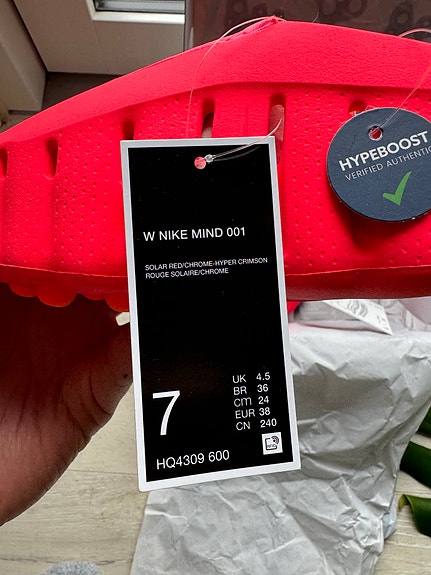 HYPEBOOST
VERIFIED AUTHENTIC
W NIKE MIND 001
SOLAR RED/CHROME-HYPER CRIMSON
ROUGE SOLAIRE/CHROME
7
UK 4.5
BR 36
cm 24
EUR 38
CN 240
HQ4309 600